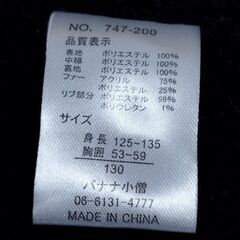 NO. 747-200
品質表示
表地 ポリエステル 100%
中綿 ポリエステル 100%
裏地 ポリエステル 100%
ファー アクリル 75%
ポリエステル 25%
リブ部分 ポリエステル 99%
ポリウレタン 1%
サイズ
身長 125-135
胸囲 53-59
130
バナナ小僧
06-6131-4777
MADE IN CHINA